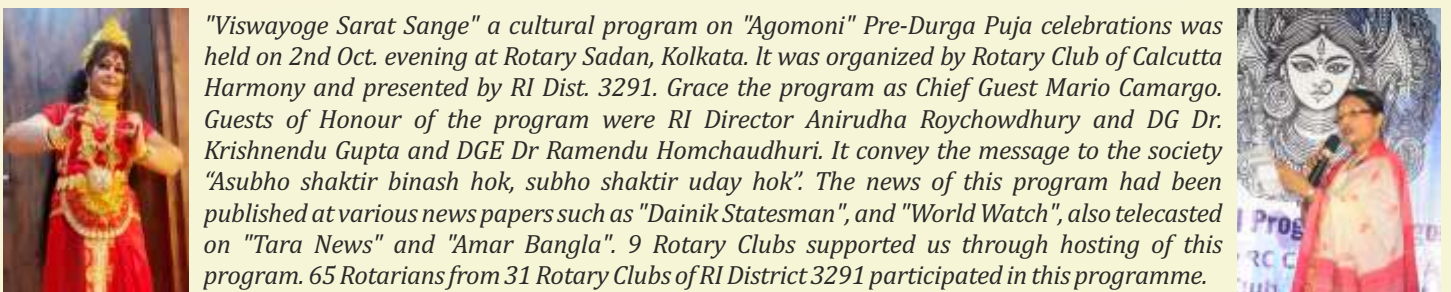 "Viswayoge Sarat Sange" a cultural program on "Agomoni" Pre-Durga Puja celebrations was
held on 2nd Oct. evening at Rotary Sadan, Kolkata. It was organized by Rotary Club of Calcutta
Harmony and presented by RI Dist. 3291. Grace the program as Chief Guest Mario Camargo.
Guests of Honour of the program were RI Director Anirudha Roychowdhury and DG Dr.
Krishnendu Gupta and DGE Dr Ramendu Homchaudhuri. It convey the message to the society
“Asubho shaktir binash hok, subho shaktir uday hok”. The news of this program had been
published at various news papers such as "Dainik Statesman", and "World Watch", also telecasted
on "Tara News" and "Amar Bangla". 9 Rotary Clubs supported us through hosting of this
program. 65 Rotarians from 31 Rotary Clubs of RI District 3291 participated in this programme.
Prog
RC C